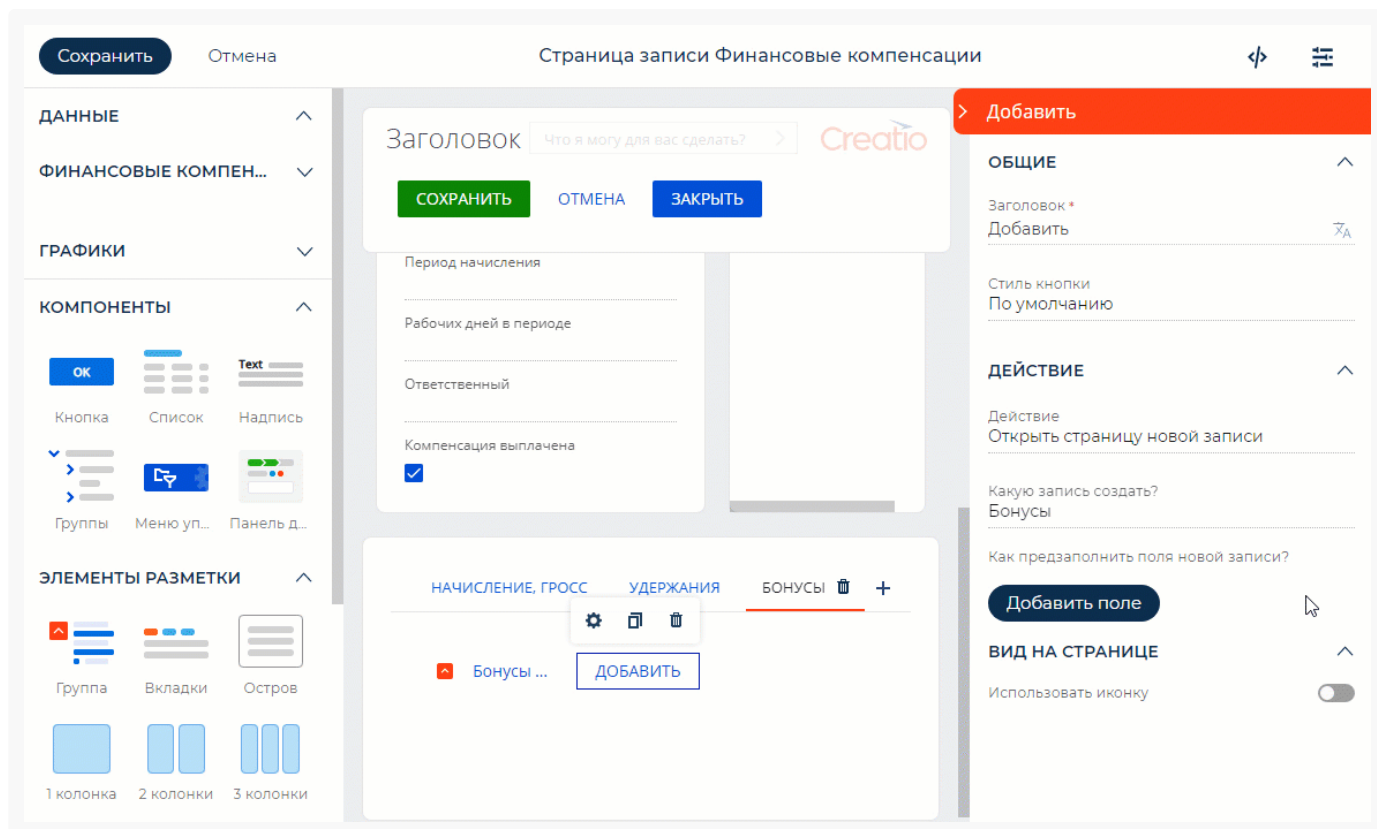 Сохранить
Отмена
Страница записи Финансовые компенсации
ДАННЫЕ
ФИНАНСОВЫЕ КОМПЕН...
ГРАФИКИ
КОМПОНЕНТЫ
OK
Text
Кнопка
Список
Надпись
Группы
Меню уп...
Панель д...
ЭЛЕМЕНТЫ РАЗМЕТКИ
Группа
Вкладки
Остров
1 колонка
2 колонки
3 колонки
Заголовок
Что я могу для вас сделать?
Creatio
СОХРАНИТЬ
ОТМЕНА
ЗАКРЫТЬ
Период начисления
Рабочих дней в периоде
Ответственный
Компенсация выплачена
НАЧИСЛЕНИЕ, ГРОСС
УДЕРЖАНИЯ
БОНУСЫ
Бонусы ...
ДОБАВИТЬ
Добавить
ОБЩИЕ
Заголовок *
Добавить
Стиль кнопки
По умолчанию
ДЕЙСТВИЕ
Действие
Открыть страницу новой записи
Какую запись создать?
Бонусы
Как предзаполнить поля новой записи?
Добавить поле
ВИД НА СТРАНИЦЕ
Использовать иконку